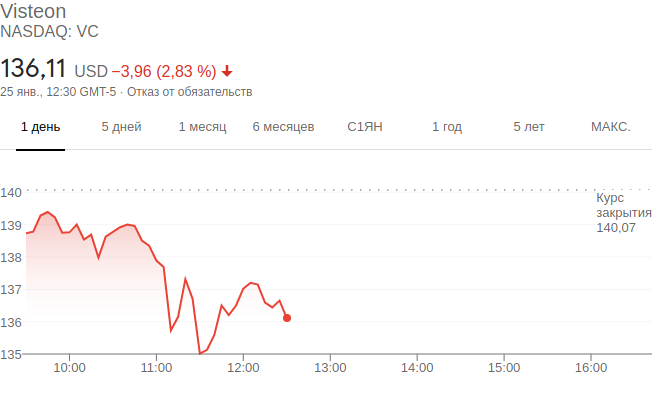 Visteon
NASDAQ: VC
136,11 USD −3,96 (2,83 %)
25 янв., 12:30 GMT-5 · Отказ от обязательств
1 день 5 дней 1 месяц 6 месяцев С1ЯН 1 год 5 лет МАКС.
140
Курс
закрытия
140,07
139
138
137
136
135
10:00 11:00 12:00 13:00 14:00 15:00 16:00